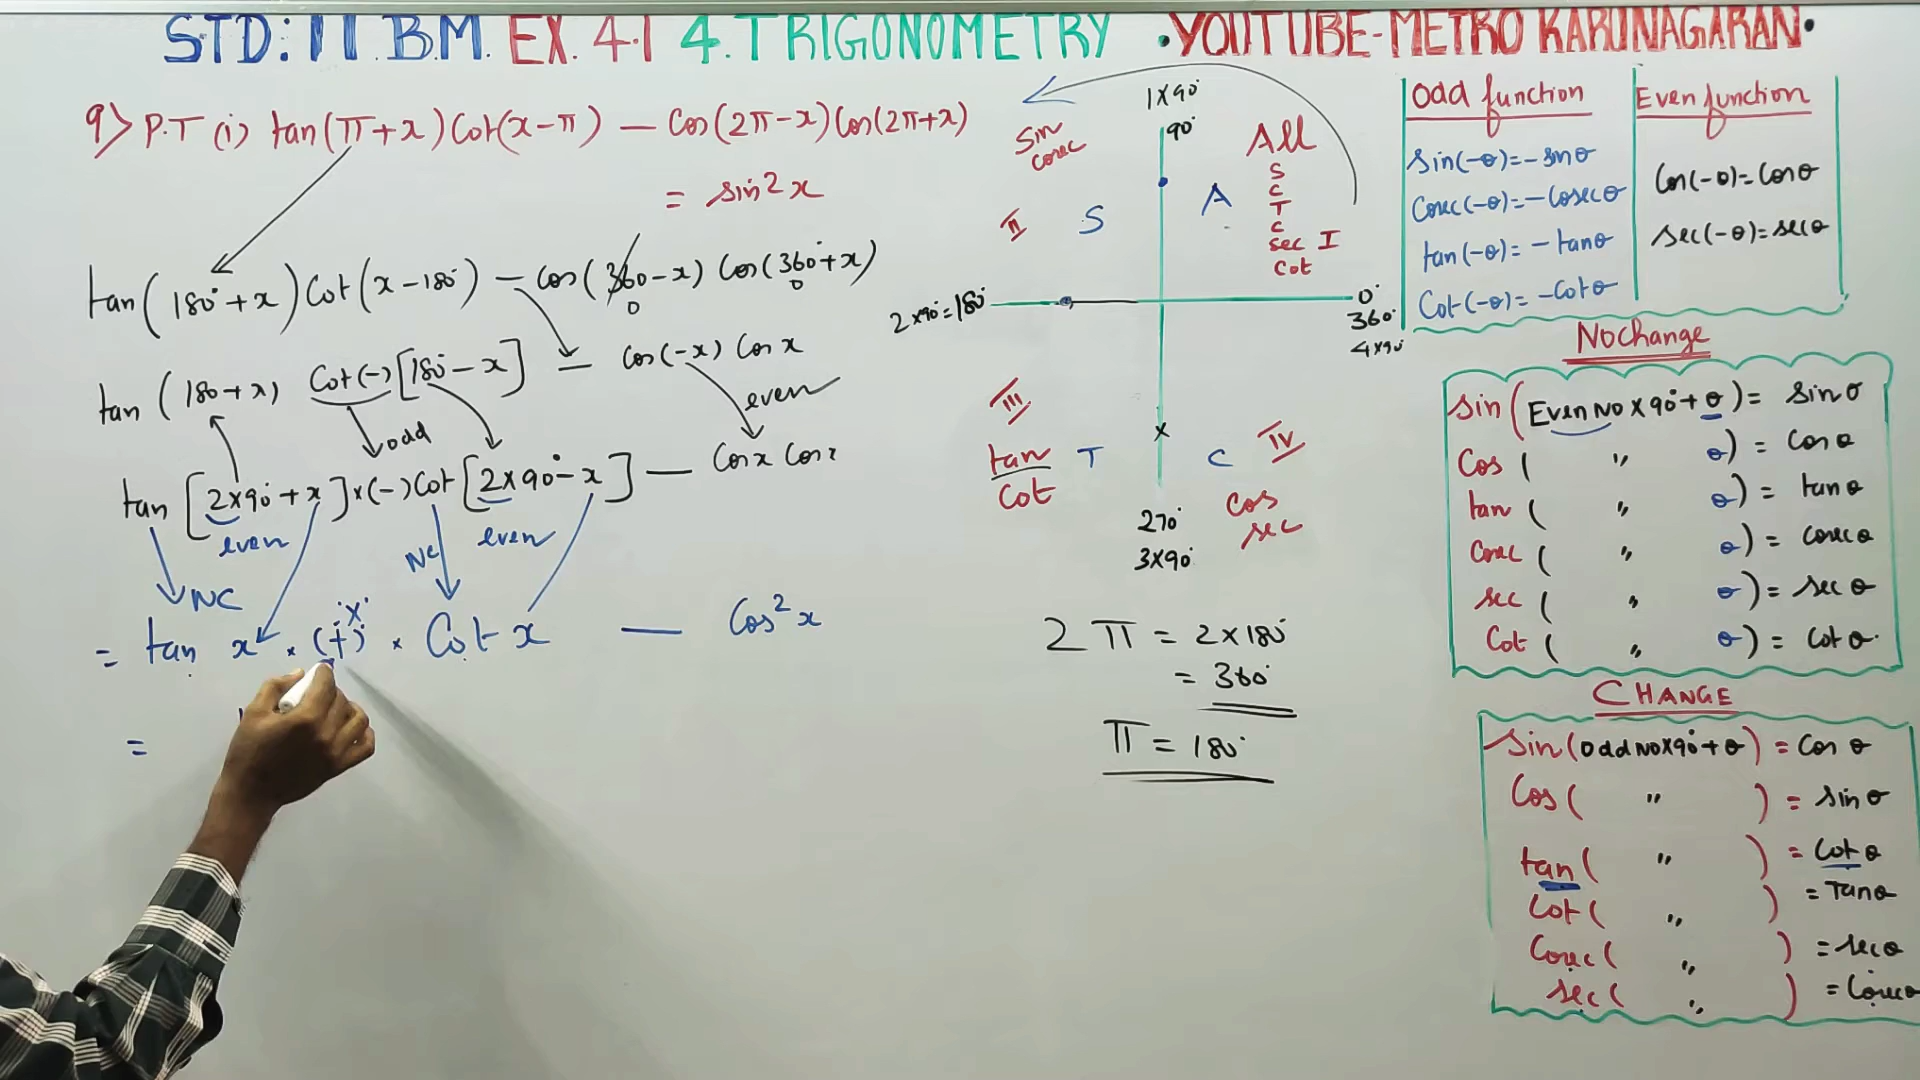 STD: 11 B.M. EX. 4.1 4. TRIGONOMETRY • YOUTUBE-METRO KARUNAGARAN •
9) P.T (i) tan(π+x) Cot(x-π) — Cos(2π-x) Cos(2π+x)
= sin2x
tan(180°+x) Cot(x-180°) — cos(360-x) Cos(360°+x)
0 0
tan (180+x) Cot(-)[180-x] — Cos(-x) Cos x
odd even
tan [2×90+x]×(-)Cot[2×90°-x] — Cosx Cosx
even even
NC NC
= tan x × (+) × Cot x — Cos²x
=
1×90°
90°
Sin
Cosec
II S A
All
S
C
T
C
sec I
Cot
2×90=180° 0°
360°
4×90°
III
tan
Cot
T C IV
Cos
sec
270°
3×90°
2π = 2×180°
= 360°
π = 180°
Odd function
Sin(-θ)=-sinθ
Cosec(-θ)=-Cosecθ
tan(-θ)=-tanθ
Cot(-θ)=-Cotθ
Even function
Cos(-θ)=Cosθ
sec(-θ)=secθ
No change
Sin(Even No×90°+θ)= sinθ
Cos( " θ) = Cosθ
tan( " θ) = tanθ
Cosec( " θ) = Cosecθ
sec( " θ) = secθ
Cot( " θ) = Cotθ.
CHANGE
Sin(Odd No×90°+θ) = Cosθ
Cos( " ) = Sinθ
tan( " ) = Cotθ
Cot( " ) = Tanθ
Cosec( " ) = secθ
sec( " ) = Cosecθ